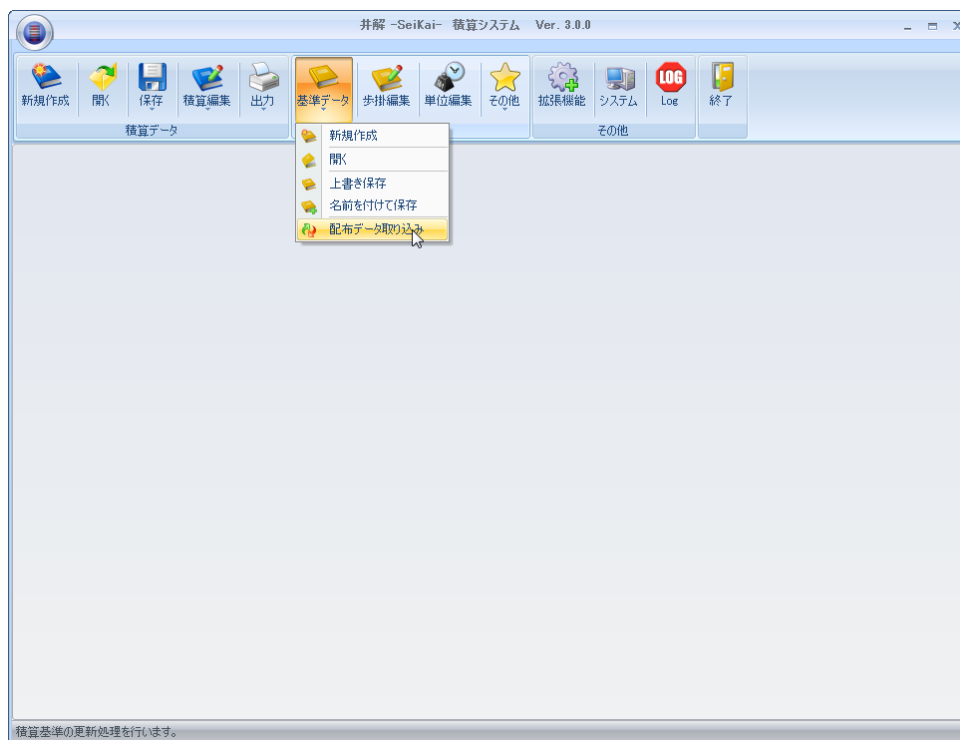 井解 -SeiKai- 積算システム Ver. 3.0.0
新規作成 開く 保存 積算編集 出力 基準データ 歩掛編集 単位編集 その他 拡張機能 システム LOG Log 終了
積算データ その他
新規作成
開く
上書き保存
名前を付けて保存
配布データ取り込み
積算基準の更新処理を行います。